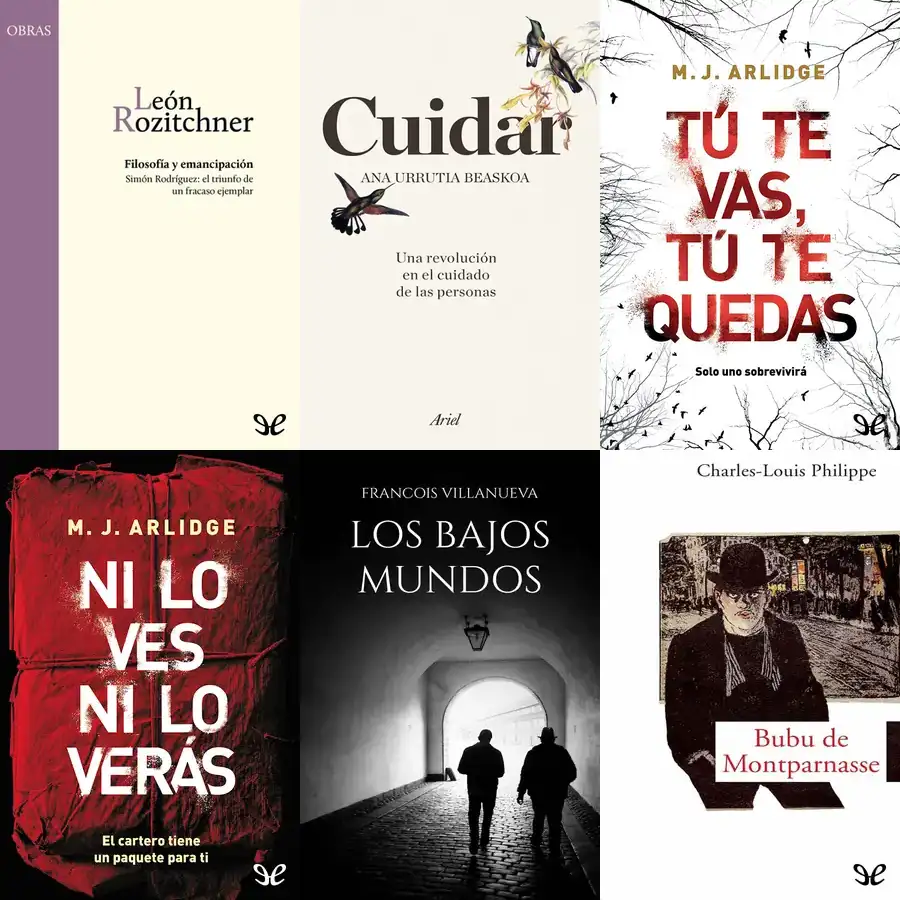 OBRAS
León
Rozitchner
Filosofía y emancipación
Simón Rodríguez: el triunfo de
un fracaso ejemplar
Cuidar
ANA URRUTIA BEASKOA
Una revolución
en el cuidado
de las personas
Ariel
M. J. ARLIDGE
TÚ TE
VAS,
TÚ TE
QUEDAS
Solo uno sobrevivirá
M. J. ARLIDGE
NI LO
VES
NI LO
VERÁS
El cartero tiene
un paquete para ti
FRANCOIS VILLANUEVA
LOS BAJOS
MUNDOS
Charles-Louis Philippe
Bubu de
Montparnasse